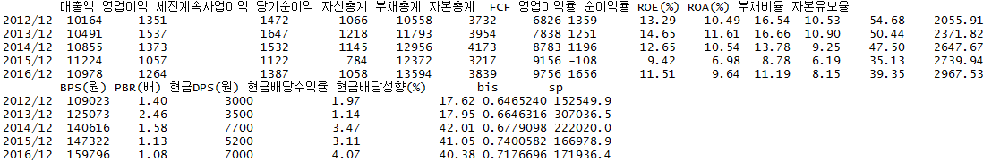 매출액 영업이익 세전계속사업이익 당기순이익 자산총계 부채총계 자본총계 FCF 영업이익률 순이익률 ROE(%) ROA(%) 부채비율 자본유보율
2012/12 10164 1351 1472 1066 10558 3732 6826 1359 13.29 10.49 16.54 10.53 54.68 2055.91
2013/12 10491 1537 1647 1218 11793 3954 7838 1251 14.65 11.61 16.66 10.90 50.44 2371.82
2014/12 10855 1373 1532 1145 12956 4173 8783 1196 12.65 10.54 13.78 9.25 47.50 2647.67
2015/12 11224 1057 1122 784 12372 3217 9156 -108 9.42 6.98 8.78 6.19 35.13 2739.94
2016/12 10978 1264 1387 1058 13594 3839 9756 1656 11.51 9.64 11.19 8.15 39.35 2967.53
BPS(원) PBR(배) 현금DPS(원) 현금배당수익률 현금배당성향(%) bis sp
2012/12 109023 1.40 3000 1.97 17.62 0.6465240 152549.9
2013/12 125073 2.46 3500 1.14 17.95 0.6646316 307036.5
2014/12 140616 1.58 7700 3.47 42.01 0.6779098 222020.0
2015/12 147322 1.13 5200 3.11 41.05 0.7400582 166978.9
2016/12 159796 1.08 7000 4.07 40.38 0.7176696 171936.4